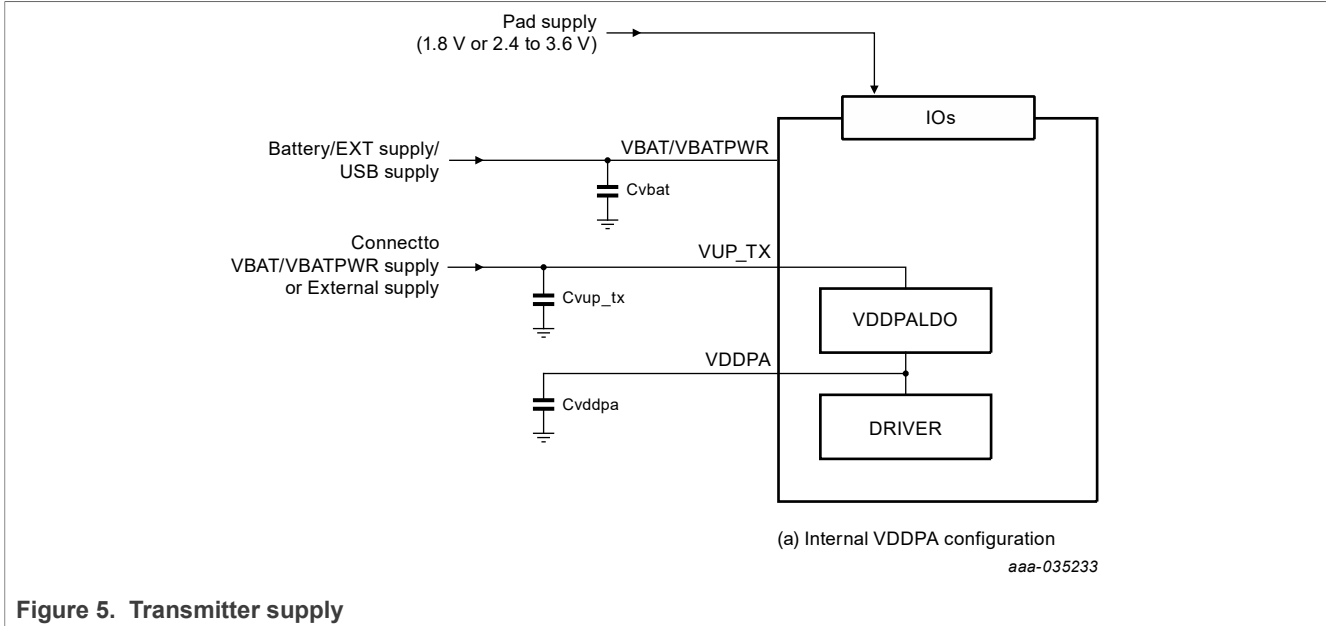 Pad supply
(1.8 V or 2.4 to 3.6 V)
IOs
Battery/EXT supply/
USB supply
VBAT/VBATPWR
Cvbat
Connectto
VBAT/VBATPWR supply
or External supply
VUP_TX
Cvup_tx
VDDPALDO
VDDPA
Cvddpa
DRIVER
(a) Internal VDDPA configuration
aaa-035233
Figure 5. Transmitter supply